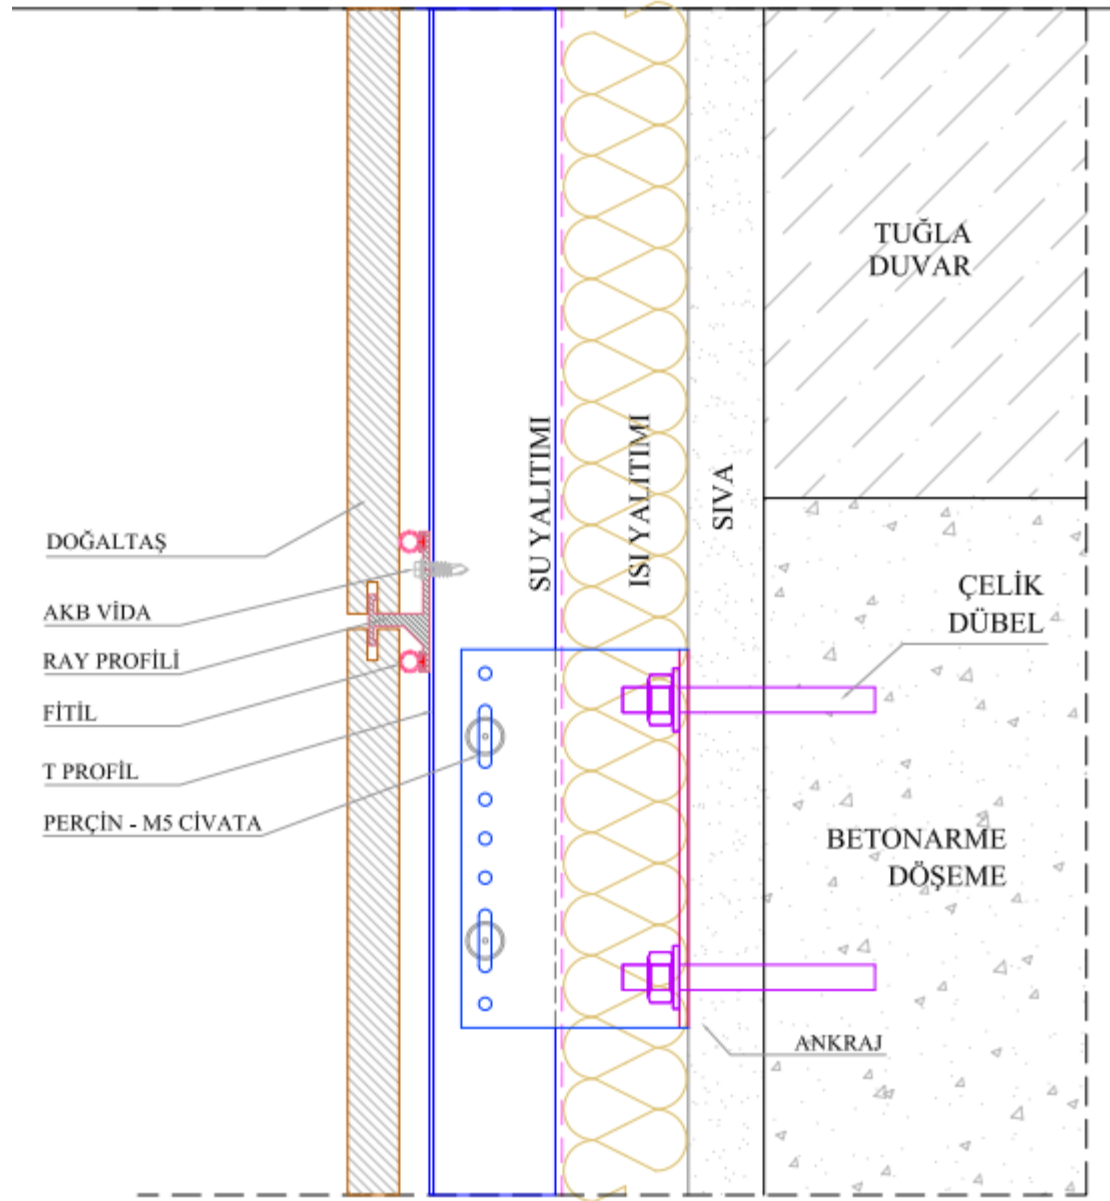 TUĞLA
DUVAR
SU YALITIMI
ISI YALITIMI
SIVA
DOĞALTAŞ
AKB VİDA
RAY PROFİLİ
FİTİL
T PROFİL
PERÇİN - M5 CİVATA
ÇELİK
DÜBEL
BETONARME
DÖŞEME
ANKRAJ